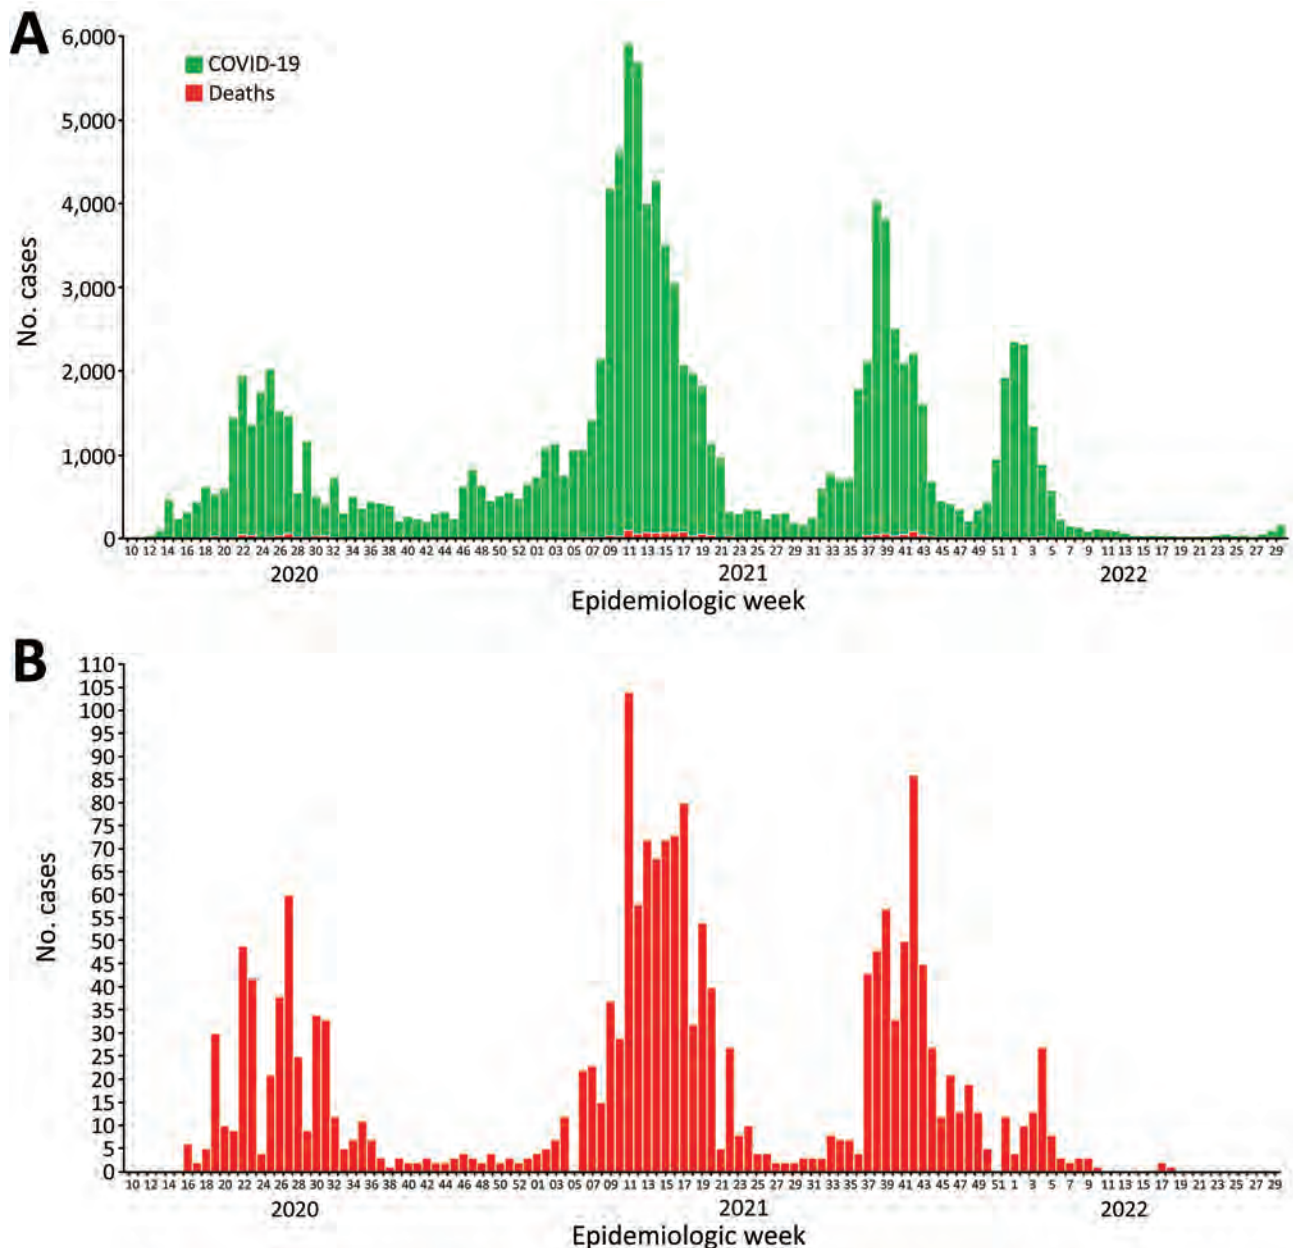 A
6,000
COVID-19
Deaths
5,000
4,000
3,000
2,000
1,000
0
No. cases
10 12 14 16 18 20 22 24 26 28 30 32 34 36 38 40 42 44 46 48 50 52 01 03 05 07 09 11 13 15 17 19 21 23 25 27 29 31 33 35 37 39 41 43 45 47 49 51 1 3 5 7 9 11 13 15 17 19 21 23 25 27 29
2020 2021 2022
Epidemiologic week
B
110
105
100
95
90
85
80
75
70
65
60
55
50
45
40
35
30
25
20
15
10
5
0
No. cases
10 12 14 16 18 20 22 24 26 28 30 32 34 36 38 40 42 44 46 48 50 52 01 03 05 07 09 11 13 15 17 19 21 23 25 27 29 31 33 35 37 39 41 43 45 47 49 51 1 3 5 7 9 11 13 15 17 19 21 23 25 27 29
2020 2021 2022
Epidemiologic week